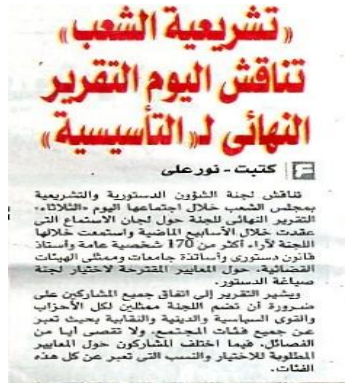 «تشريعية الشعب»
تناقش اليوم التقرير
النهائى لـ«التأسيسية»
كتبت - نور على
تناقش لجنة الشؤون الدستورية والتشريعية
بمجلس الشعب خلال اجتماعها اليوم «الثلاثاء»،
التقرير النهائى للجنة حول لجان الاستماع التى
عقدت خلال الأسابيع الماضية واستمعت خلالها
اللجنة لآراء أكثر من 170 شخصية عامة وأستاذ
قانون دستورى وأساتذة جامعات وممثلى الهيئات
القضائية، حول المعايير المقترحة لاختيار لجنة
صياغة الدستور.
ويشير التقرير إلى اتفاق جميع المشاركين على
ضرورة أن تضم اللجنة ممثلين لكل الأحزاب
والقوى السياسية والدينية والنقابية بحيث تعبر
عن جميع فئات المجتمع، ولا تقصى أيا من
الفصائل، فيما اختلف المشاركون حول المعايير
المطلوبة للاختيار والنسب التى تعبر عن كل هذه
الفئات.